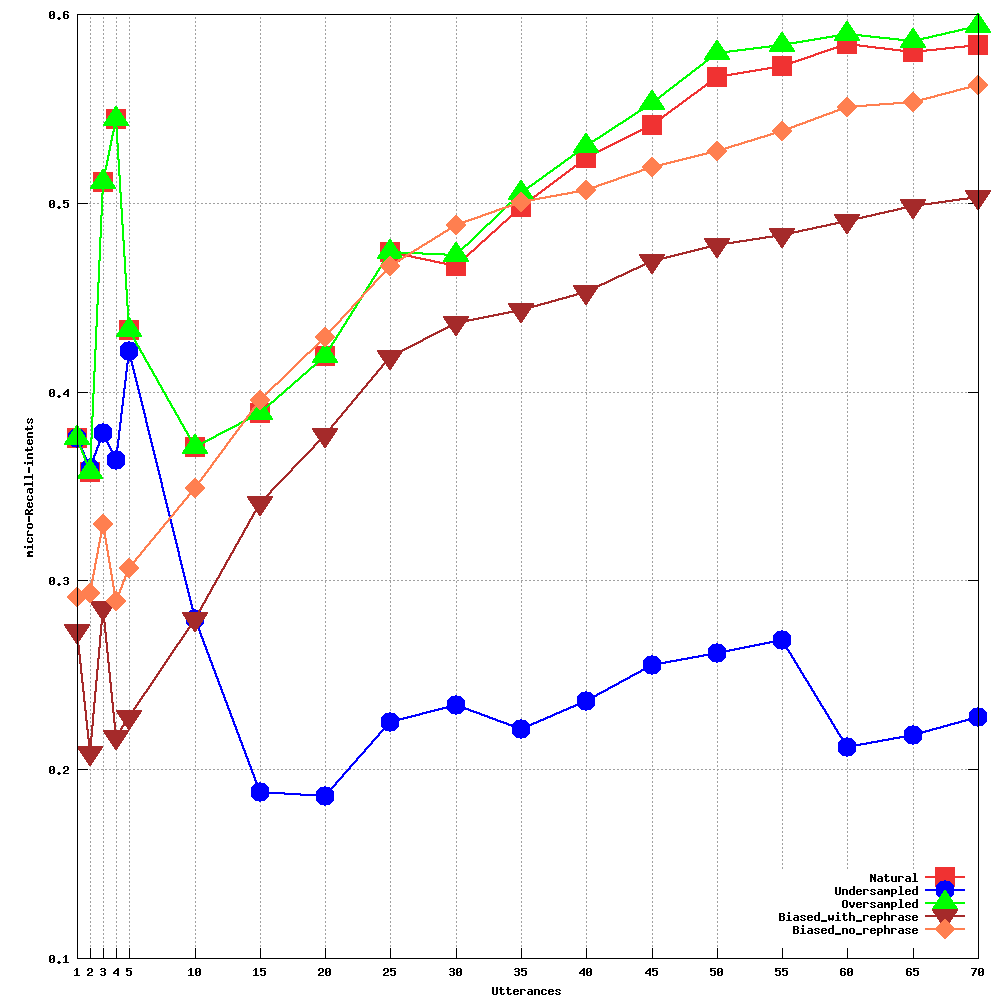 0.6
0.5
0.4
0.3
0.2
0.1
micro-Recall-intents
1 2 3 4 5 10 15 20 25 30 35 40 45 50 55 60 65 70
Utterances
Natural
Undersampled
Oversampled
Biased_with_rephrase
Biased_no_rephrase